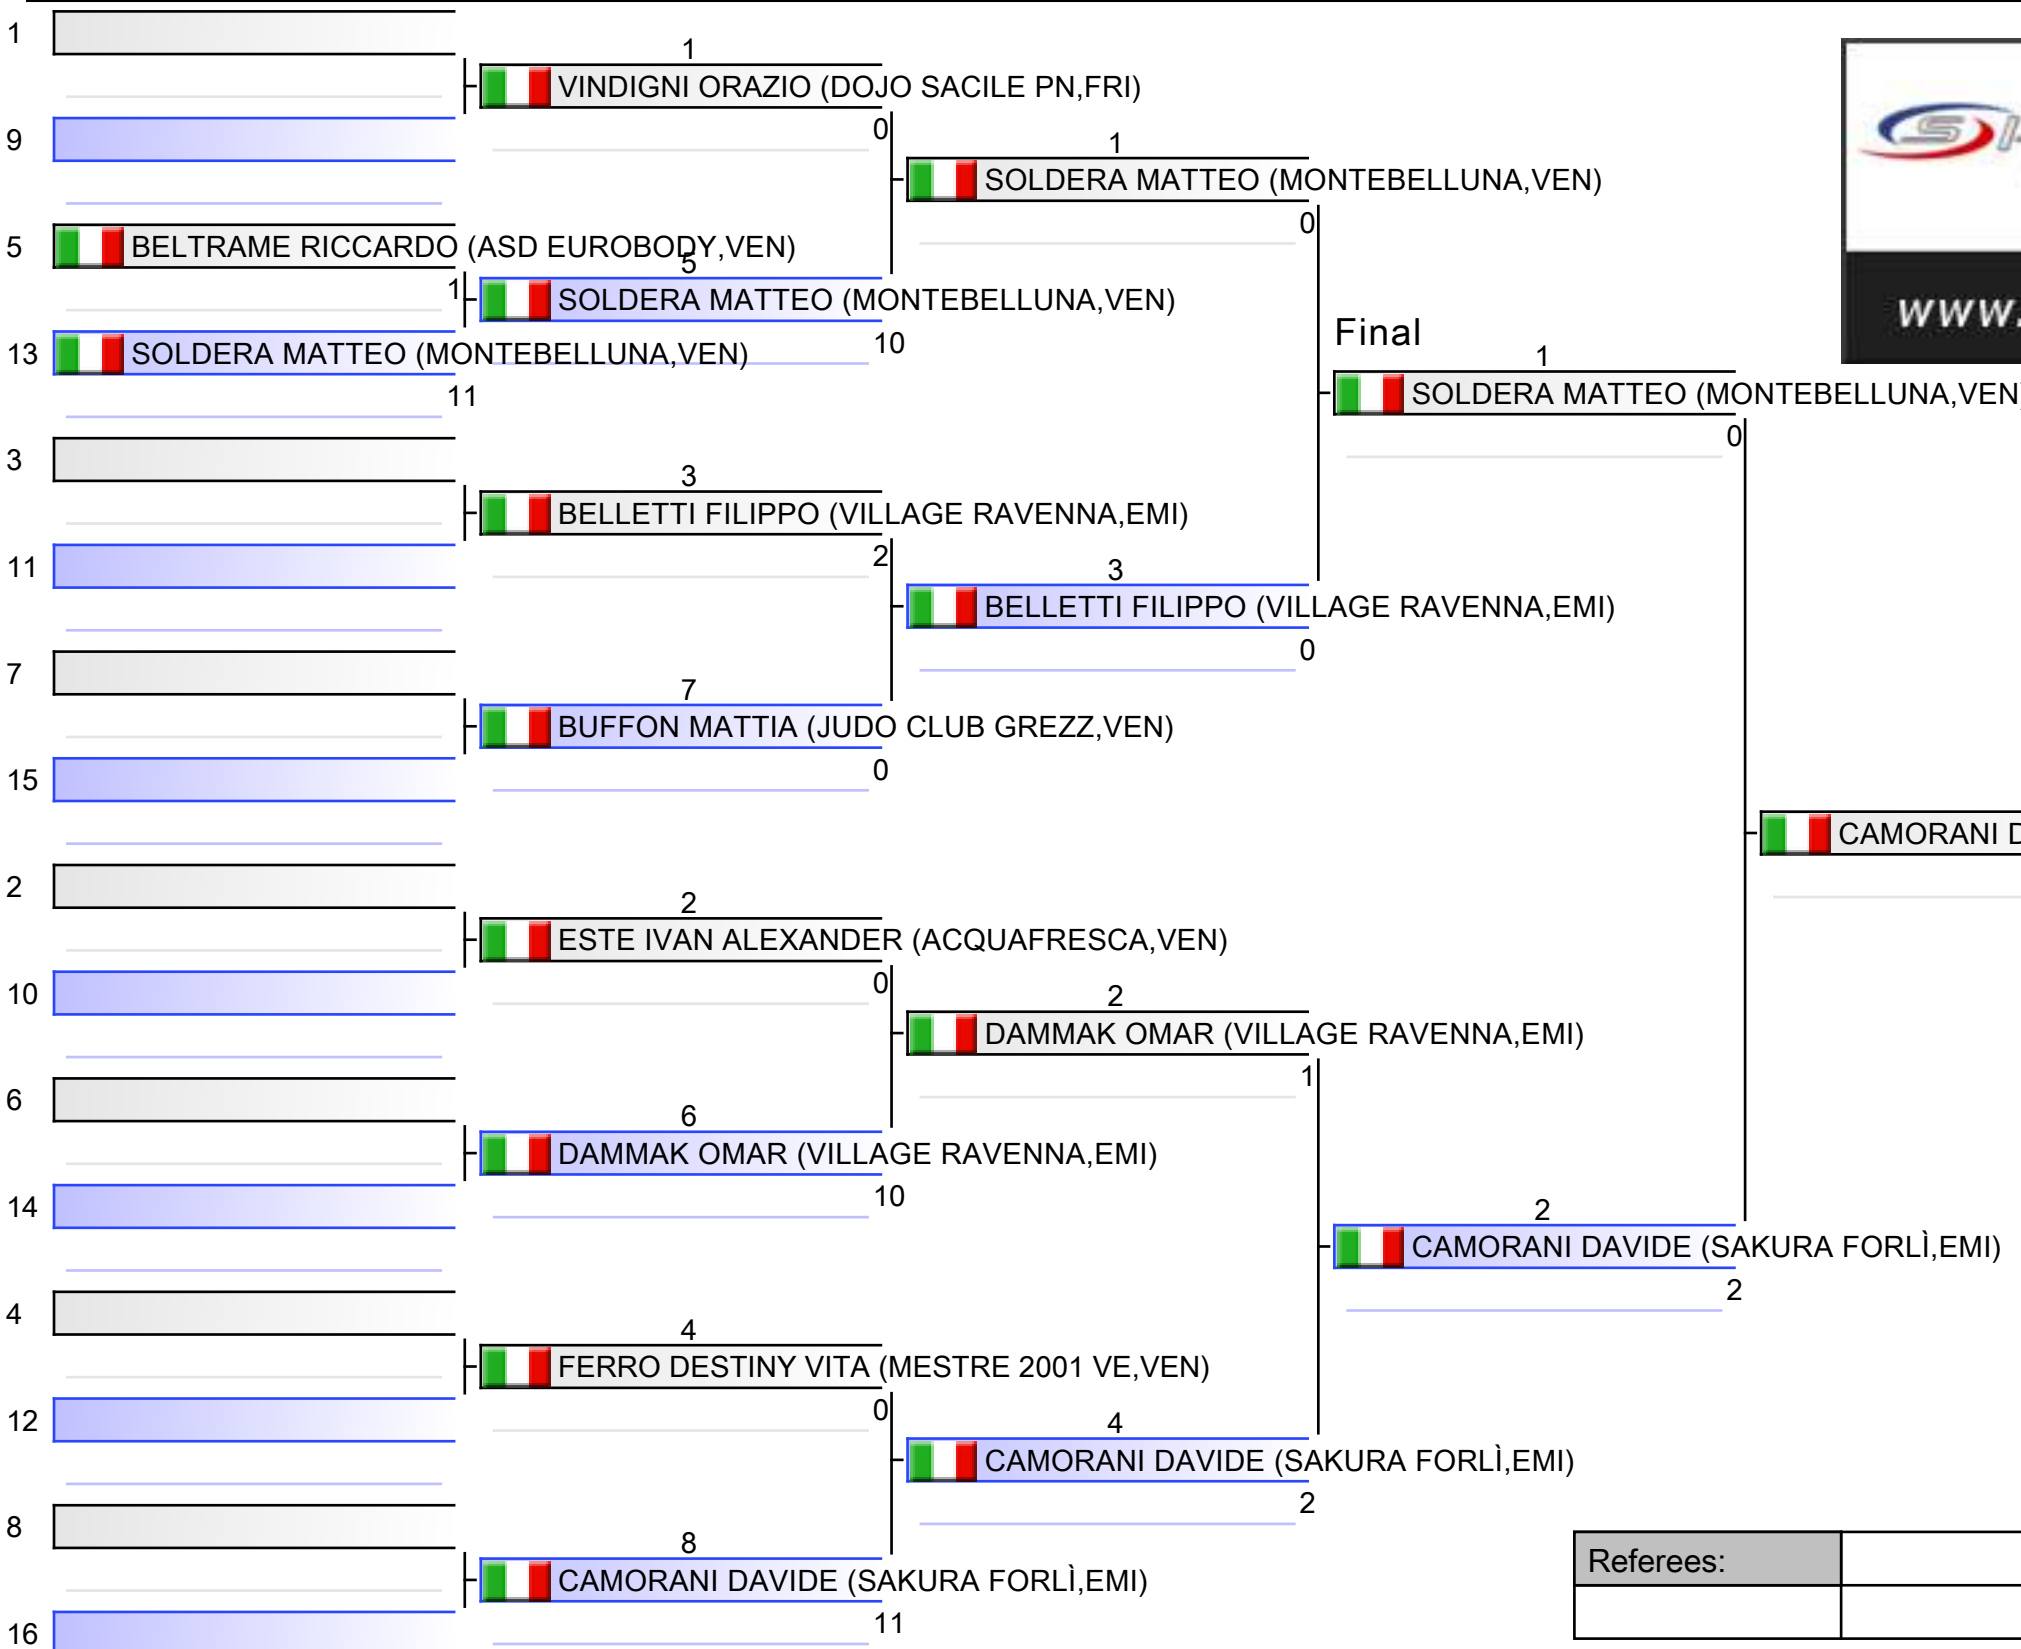 1
1
VINDIGNI ORAZIO (DOJO SACILE PN,FRI)
0
9
1
SOLDERA MATTEO (MONTEBELLUNA,VEN)
0
5
BELTRAME RICCARDO (ASD EUROBODY,VEN)
1
5
SOLDERA MATTEO (MONTEBELLUNA,VEN)
10
13
SOLDERA MATTEO (MONTEBELLUNA,VEN)
11
www.
Final
1
SOLDERA MATTEO (MONTEBELLUNA,VEN)
0
3
3
BELLETTI FILIPPO (VILLAGE RAVENNA,EMI)
2
11
3
BELLETTI FILIPPO (VILLAGE RAVENNA,EMI)
0
7
7
BUFFON MATTIA (JUDO CLUB GREZZ,VEN)
0
15
CAMORANI D
2
2
ESTE IVAN ALEXANDER (ACQUAFRESCA,VEN)
0
10
2
DAMMAK OMAR (VILLAGE RAVENNA,EMI)
1
6
6
DAMMAK OMAR (VILLAGE RAVENNA,EMI)
10
14
2
CAMORANI DAVIDE (SAKURA FORLÌ,EMI)
2
4
4
FERRO DESTINY VITA (MESTRE 2001 VE,VEN)
0
12
4
CAMORANI DAVIDE (SAKURA FORLÌ,EMI)
2
8
8
CAMORANI DAVIDE (SAKURA FORLÌ,EMI)
11
16
Referees: